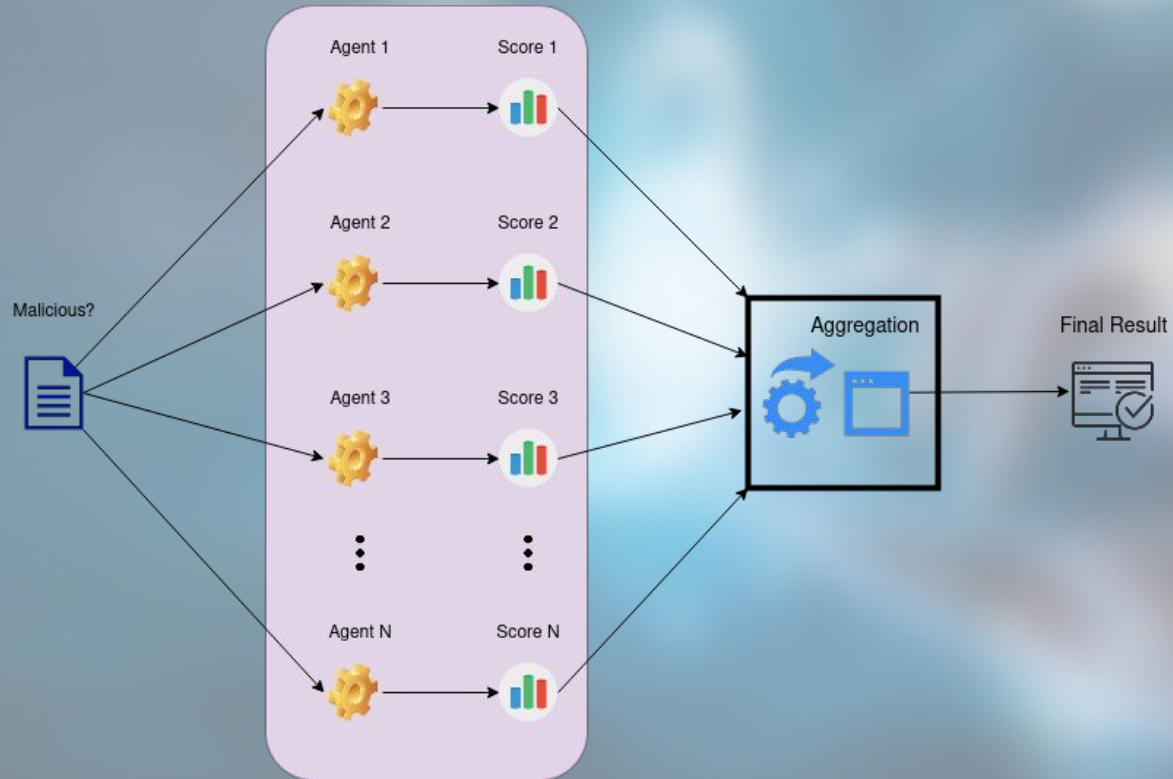 Agent 1
Score 1
Agent 2
Score 2
Malicious?
Agent 3
Score 3
Agent N
Score N
Aggregation
Final Result